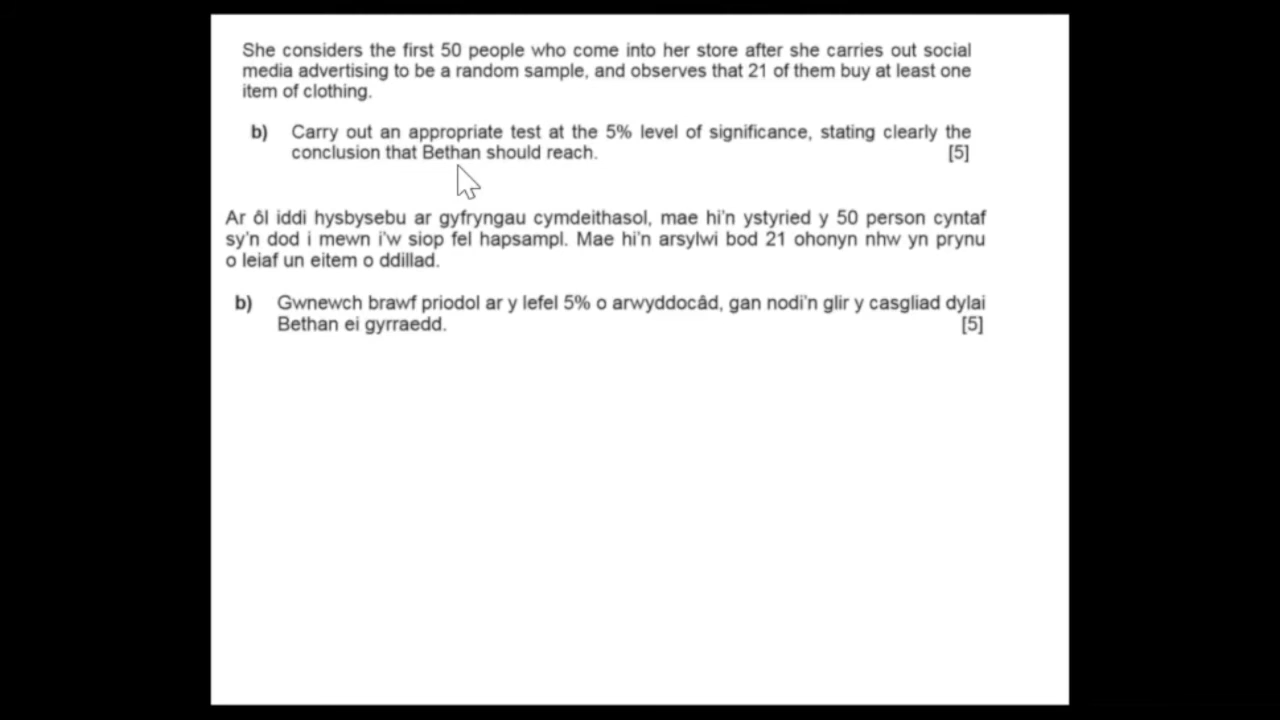 She considers the first 50 people who come into her store after she carries out social
media advertising to be a random sample, and observes that 21 of them buy at least one
item of clothing.
b) Carry out an appropriate test at the 5% level of significance, stating clearly the
conclusion that Bethan should reach. [5]
Ar ôl iddi hysbysebu ar gyfryngau cymdeithasol, mae hi'n ystyried y 50 person cyntaf
sy'n dod i mewn i'w siop fel hapsampl. Mae hi'n arsylwi bod 21 ohonyn nhw yn prynu
o leiaf un eitem o ddillad.
b) Gwnewch brawf priodol ar y lefel 5% o arwyddocâd, gan nodi'n glir y casgliad dylai
Bethan ei gyrraedd. [5]